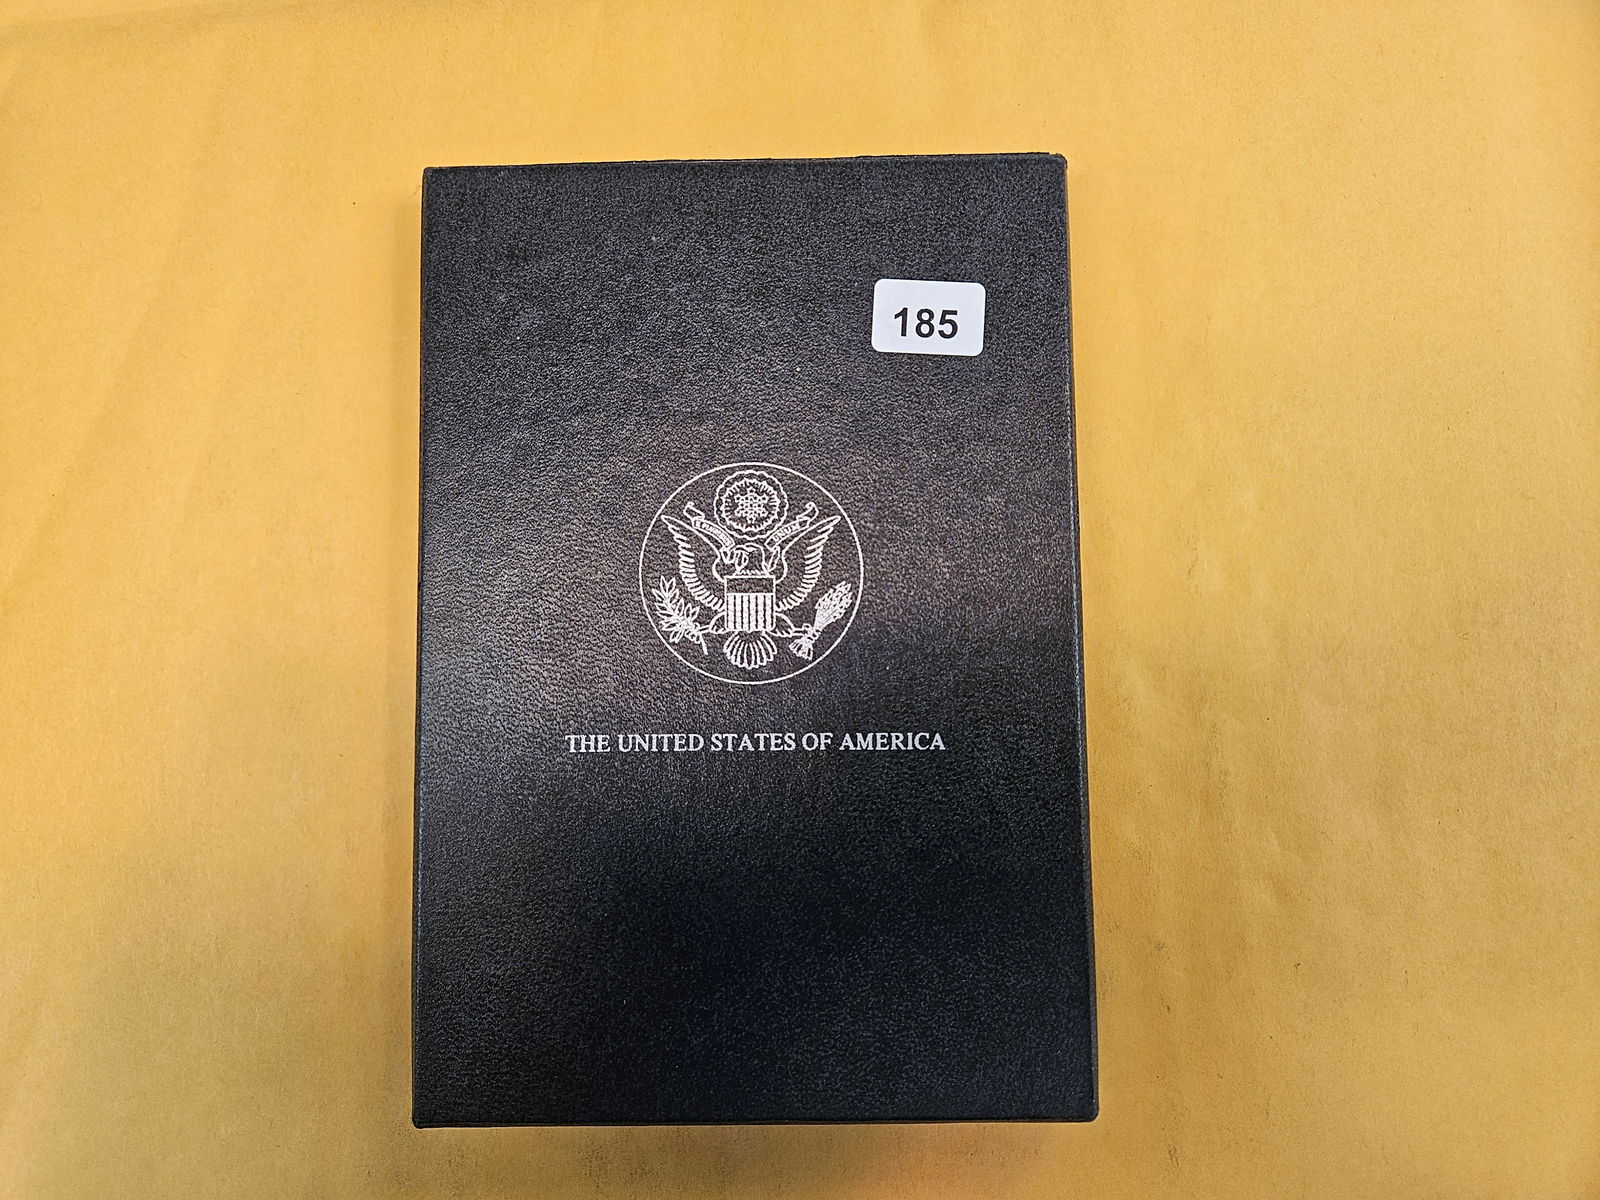 185
THE UNITED STATES OF AMERICA